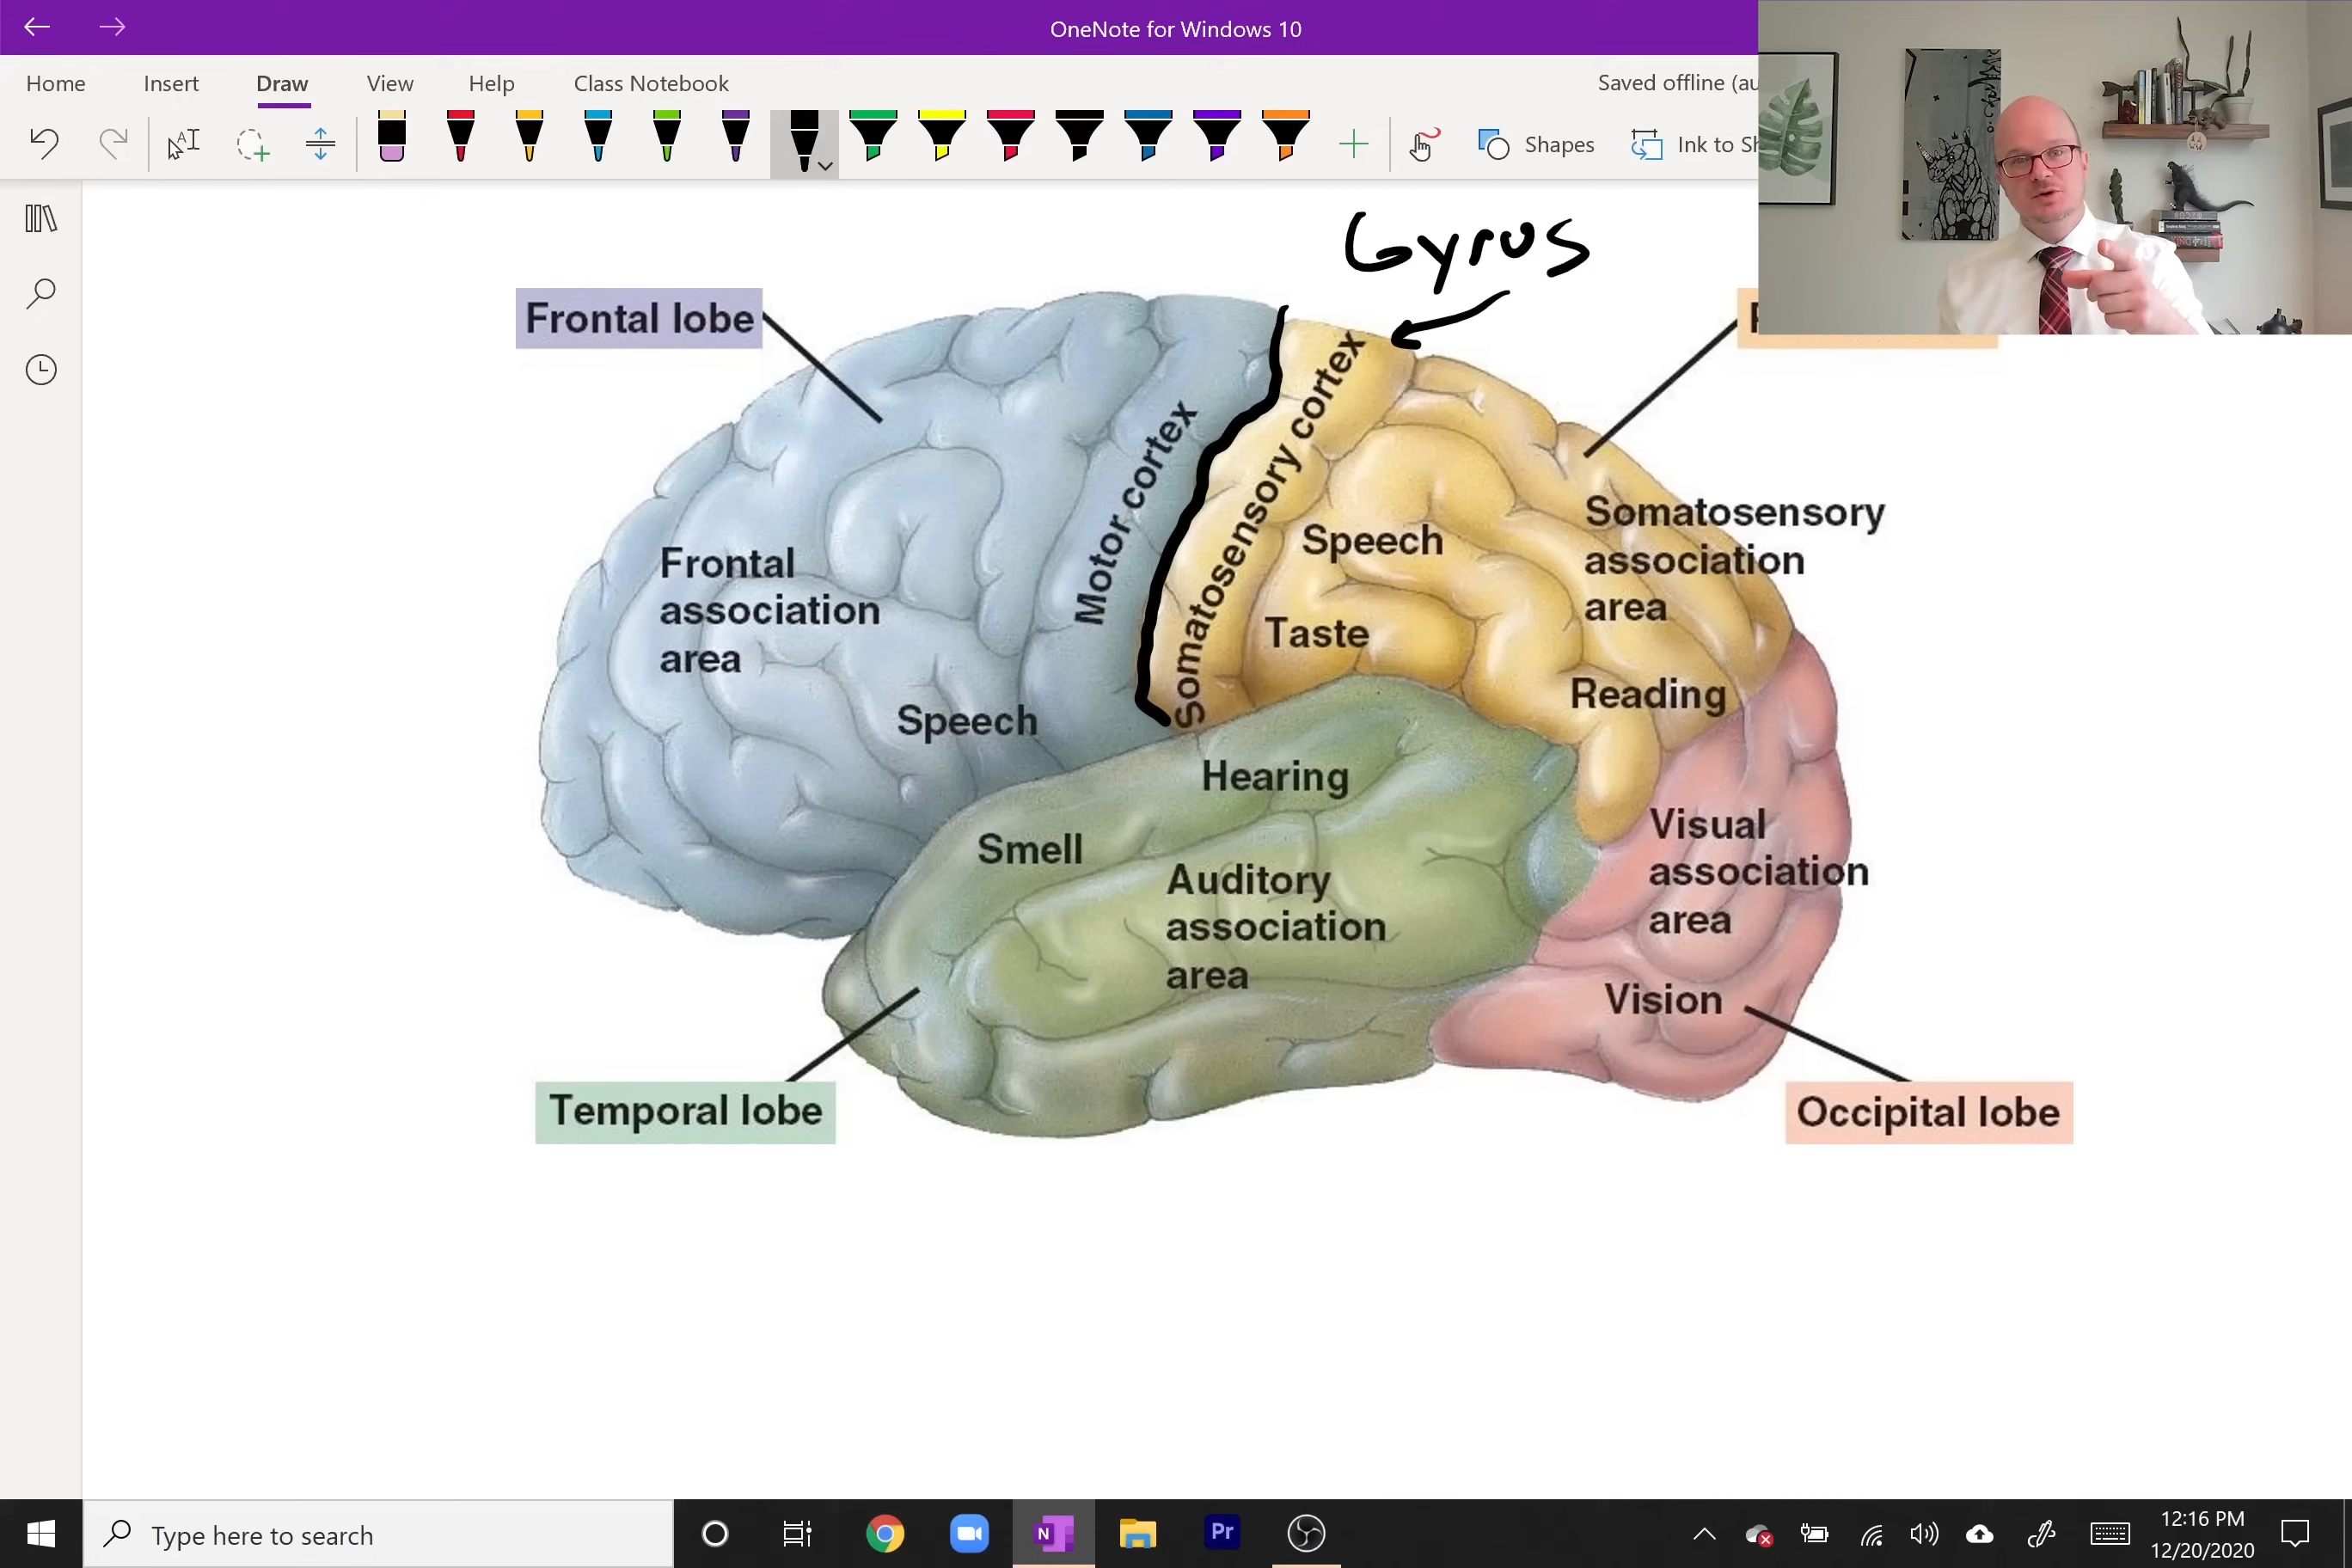 OneNote for Windows 10
Home Insert Draw View Help Class Notebook
Saved offline (au
Shapes
Ink to Sh
Gyrus
Frontal lobe
Motor cortex
Somatosensory cortex
Speech
Taste
Somatosensory
association
area
Reading
Frontal
association
area
Speech
Hearing
Smell
Auditory
association
area
Visual
association
area
Vision
Temporal lobe
Occipital lobe
Type here to search
Pr
12:16 PM
12/20/2020